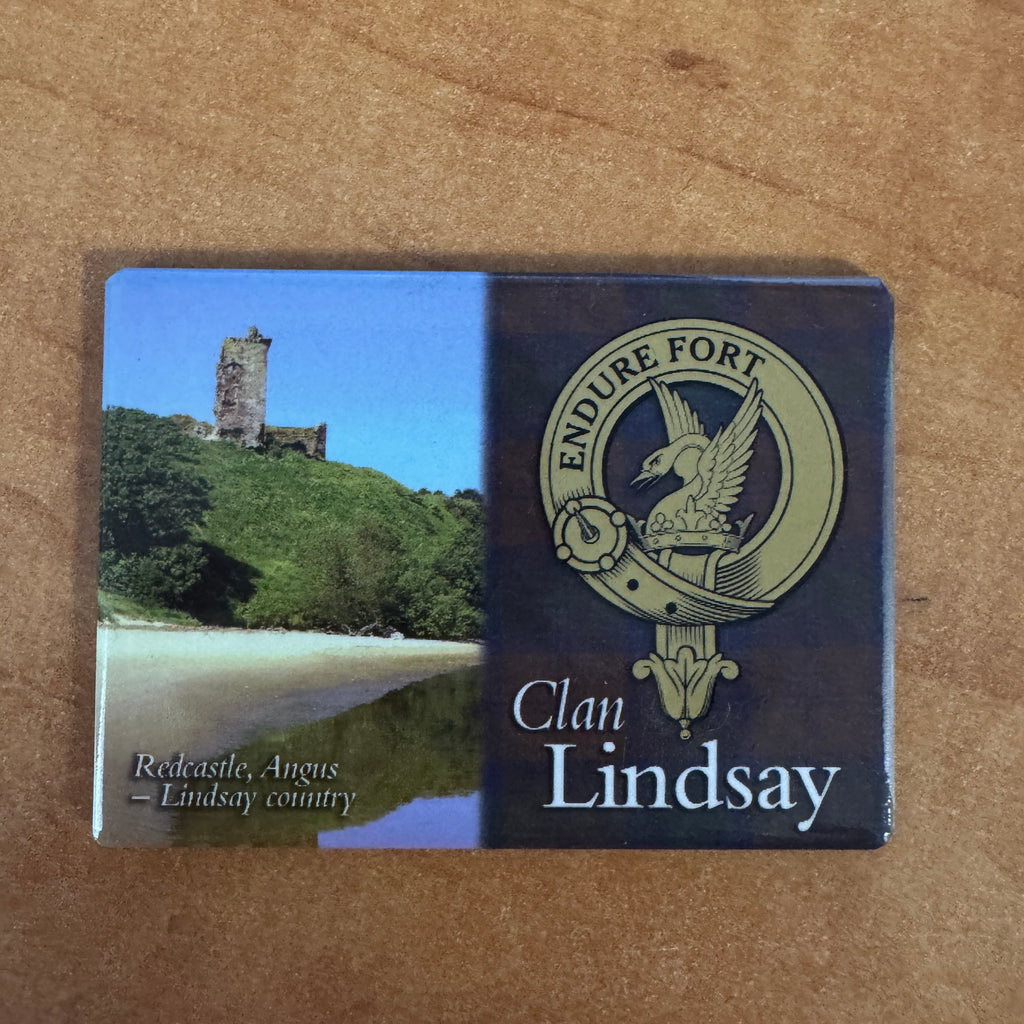 Redcastle, Angus
– Lindsay country
ENDURE FORT
Clan
Lindsay